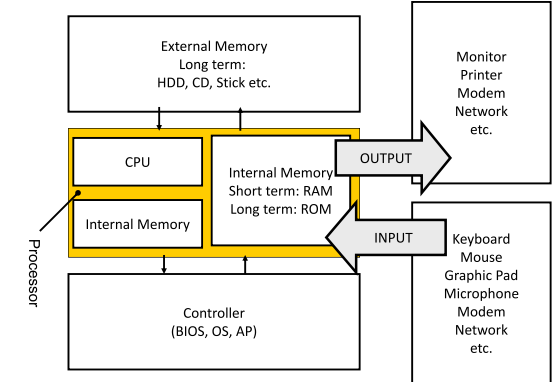 External Memory
Long term:
HDD, CD, Stick etc.
Monitor
Printer
Modem
Network
etc.
CPU
Internal Memory
Short term: RAM
Long term: ROM
OUTPUT
Internal Memory
INPUT
Processor
Keyboard
Mouse
Graphic Pad
Microphone
Modem
Network
etc.
Controller
(BIOS, OS, AP)